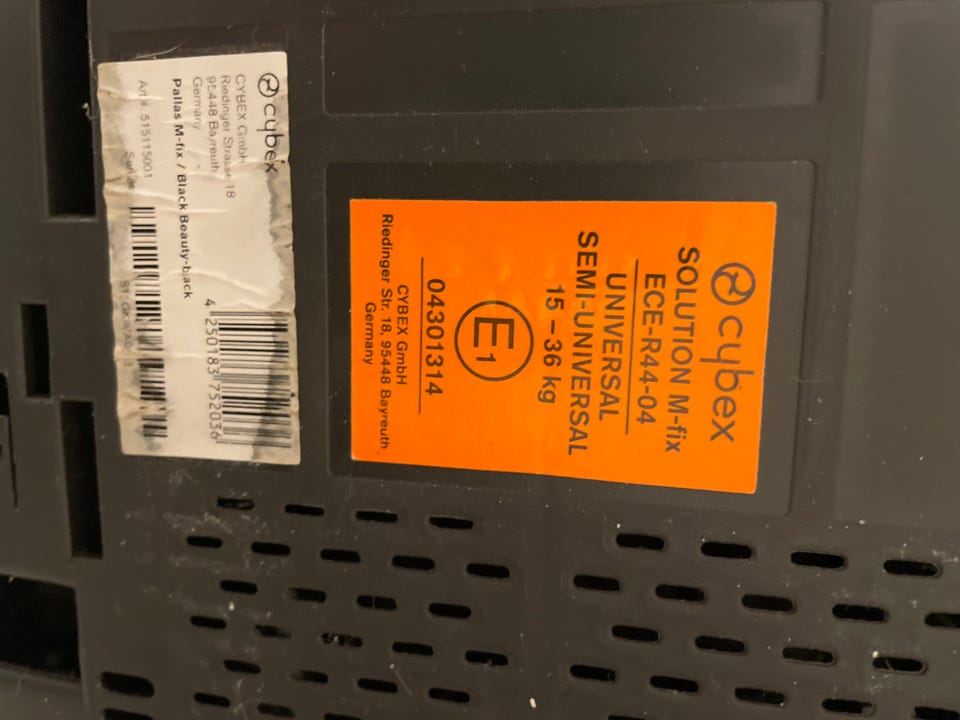 cybex
CYBEX GmbH
Riedinger Strasse 18
95448 Bayreuth
Germany
Pallas M-fix / Black Beauty-black
Art#: 515115001
4 250183 752036
cybex
SOLUTION M-fix
ECE-R44-04
UNIVERSAL
SEMI-UNIVERSAL
15 – 36 kg
E1
04301314
CYBEX GmbH
Riedinger Str. 18, 95448 Bayreuth
Germany